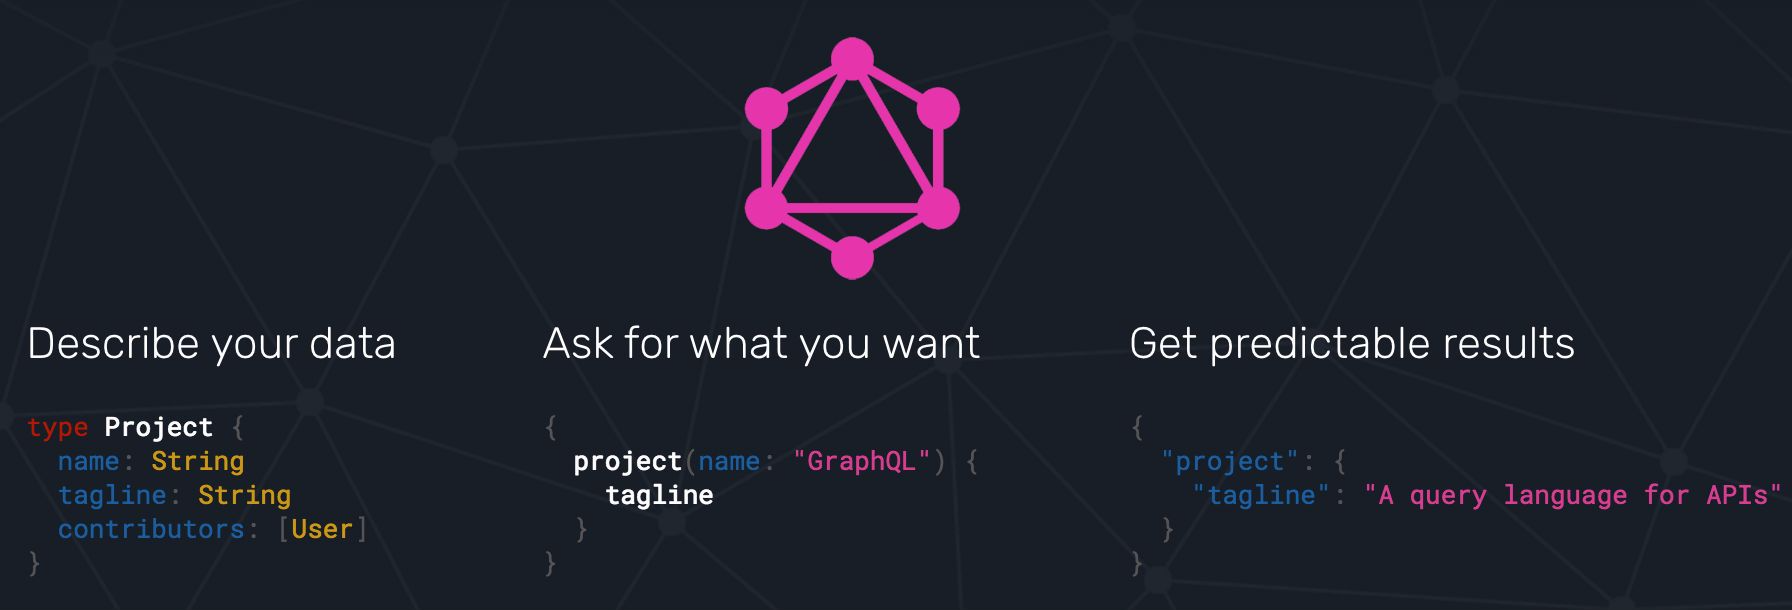 Describe your data
type Project {
  name: String
  tagline: String
  contributors: [User]
}
Ask for what you want
{
  project(name: "GraphQL") {
    tagline
  }
}
Get predictable results
{
  "project": {
    "tagline": "A query language for APIs"
  }
}